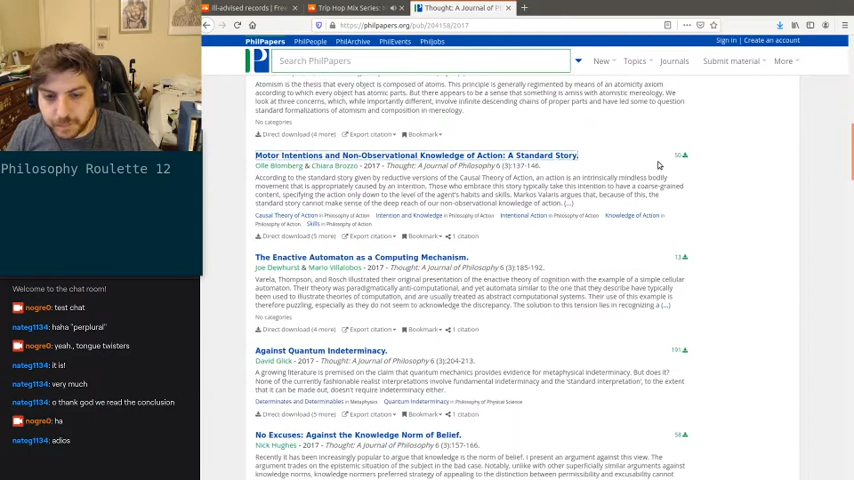 ill-advised records | Free
Trip Hop Mix Series:
Thought: A Journal of P
https://philpapers.org/pub/204158/2017
PhilPapers PhilPeople PhilArchive PhilEvents PhilJobs
Sign in | Create an account
Search PhilPapers
New Topics Journals Submit material More
Atomism is the thesis that every object is composed of atoms. This principle is generally regimented by means of an atomicity axiom
according to which every object has atomic parts. But there appears to be a sense that something is amiss with atomistic mereology. We
look at three concerns, which, while importantly different, involve infinite descending chains of proper parts and have led some to question
standard formalizations of atomism and composition in mereology.
No categories
Direct download (4 more) Export citation Bookmark
Motor Intentions and Non-Observational Knowledge of Action: A Standard Story.
50
Olle Blomberg & Chiara Brozzo - 2017 - Thought: A Journal of Philosophy 6 (3):137-146.
According to the standard story given by reductive versions of the Causal Theory of Action, an action is an intrinsically mindless bodily
movement that is appropriately caused by an intention. Those who embrace this story typically take this intention to have a coarse-grained
content, specifying the action only down to the level of the agent's habits and skills. Markos Valaris argues that, because of this, the
standard story cannot make sense of the deep reach of our non-observational knowledge of action. (...)
Causal Theory of Action in Philosophy of Action Intention and Knowledge in Philosophy of Action Intentional Action in Philosophy of Action Knowledge of Action in
Philosophy of Action Skills in Philosophy of Action
Direct download (5 more) Export citation Bookmark 1 citation
The Enactive Automaton as a Computing Mechanism.
13
Joe Dewhurst & Mario Villalobos - 2017 - Thought: A Journal of Philosophy 6 (3):185-192.
Varela, Thompson, and Rosch illustrated their original presentation of the enactive theory of cognition with the example of a simple cellular
automaton. Their theory was paradigmatically anti-computational, and yet automata similar to the one that they describe have typically
been used to illustrate theories of computation, and are usually treated as abstract computational systems. Their use of this example is
therefore puzzling, especially as they do not seem to acknowledge the discrepancy. The solution to this tension lies in recognizing a (...)
No categories
Direct download (4 more) Export citation Bookmark 1 citation
Against Quantum Indeterminacy.
191
David Glick - 2017 - Thought: A Journal of Philosophy 6 (3):204-213.
A growing literature is premised on the claim that quantum mechanics provides evidence for metaphysical indeterminacy. But does it?
None of the currently fashionable realist interpretations involve fundamental indeterminacy and the 'standard interpretation', to the extent
that it can be made out, doesn't require indeterminacy either.
Determinates and Determinables in Metaphysics Quantum Indeterminacy in Philosophy of Physical Science
Direct download (5 more) Export citation Bookmark 1 citation
No Excuses: Against the Knowledge Norm of Belief.
58
Nick Hughes - 2017 - Thought: A Journal of Philosophy 6 (3):157-166.
Recently it has been increasingly popular to argue that knowledge is the norm of belief. I present an argument against this view. The
argument trades on the epistemic situation of the subject in the bad case. Notably, unlike with other superficially similar arguments against
knowledge norms, knowledge normers preferred strategy of appealing to the distinction between permissibility and excusability cannot
Philosophy Roulette 12
Welcome to the chat room!
nogre0: test chat
nateg1134: haha "perplural"
nogre0: yeah., tongue twisters
nateg1134: it is!
nateg1134: very much
nateg1134: o thank god we read the conclusion
nogre0: ha
nateg1134: adios